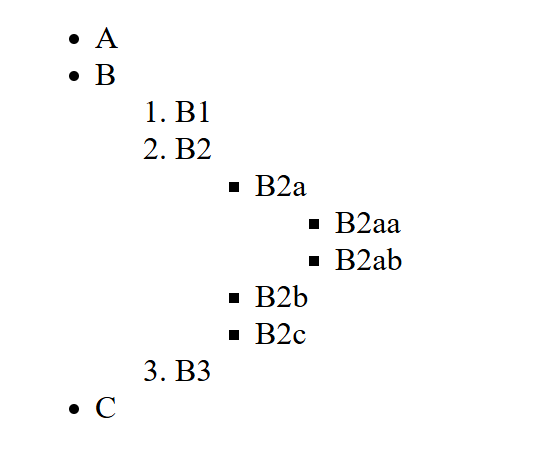 • A
• B
1. B1
2. B2
▪ B2a
▪ B2aa
▪ B2ab
▪ B2b
▪ B2c
3. B3
• C